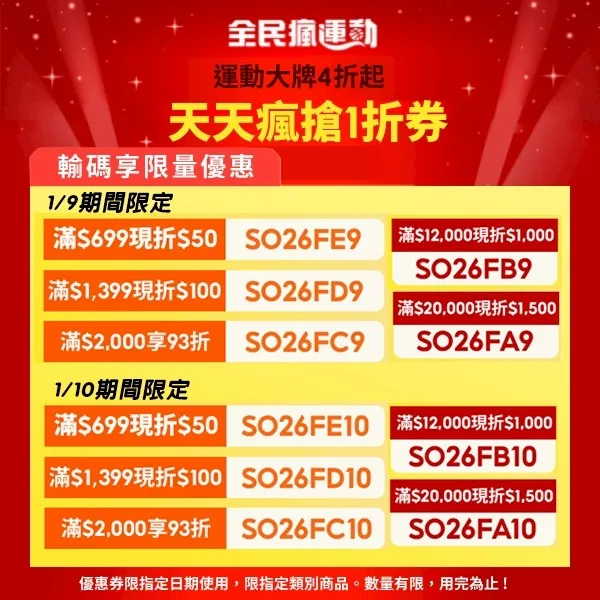 全民瘋運動
運動大牌4折起
天天瘋搶1折券
輸碼享限量優惠
1/9期間限定
滿$699現折$50 SO26FE9
滿$1,399現折$100 SO26FD9
滿$2,000享93折 SO26FC9
滿$12,000現折$1,000
SO26FB9
滿$20,000現折$1,500
SO26FA9
1/10期間限定
滿$699現折$50 SO26FE10
滿$1,399現折$100 SO26FD10
滿$2,000享93折 SO26FC10
滿$12,000現折$1,000
SO26FB10
滿$20,000現折$1,500
SO26FA10
優惠券限指定日期使用，限指定類別商品。數量有限，用完為止！